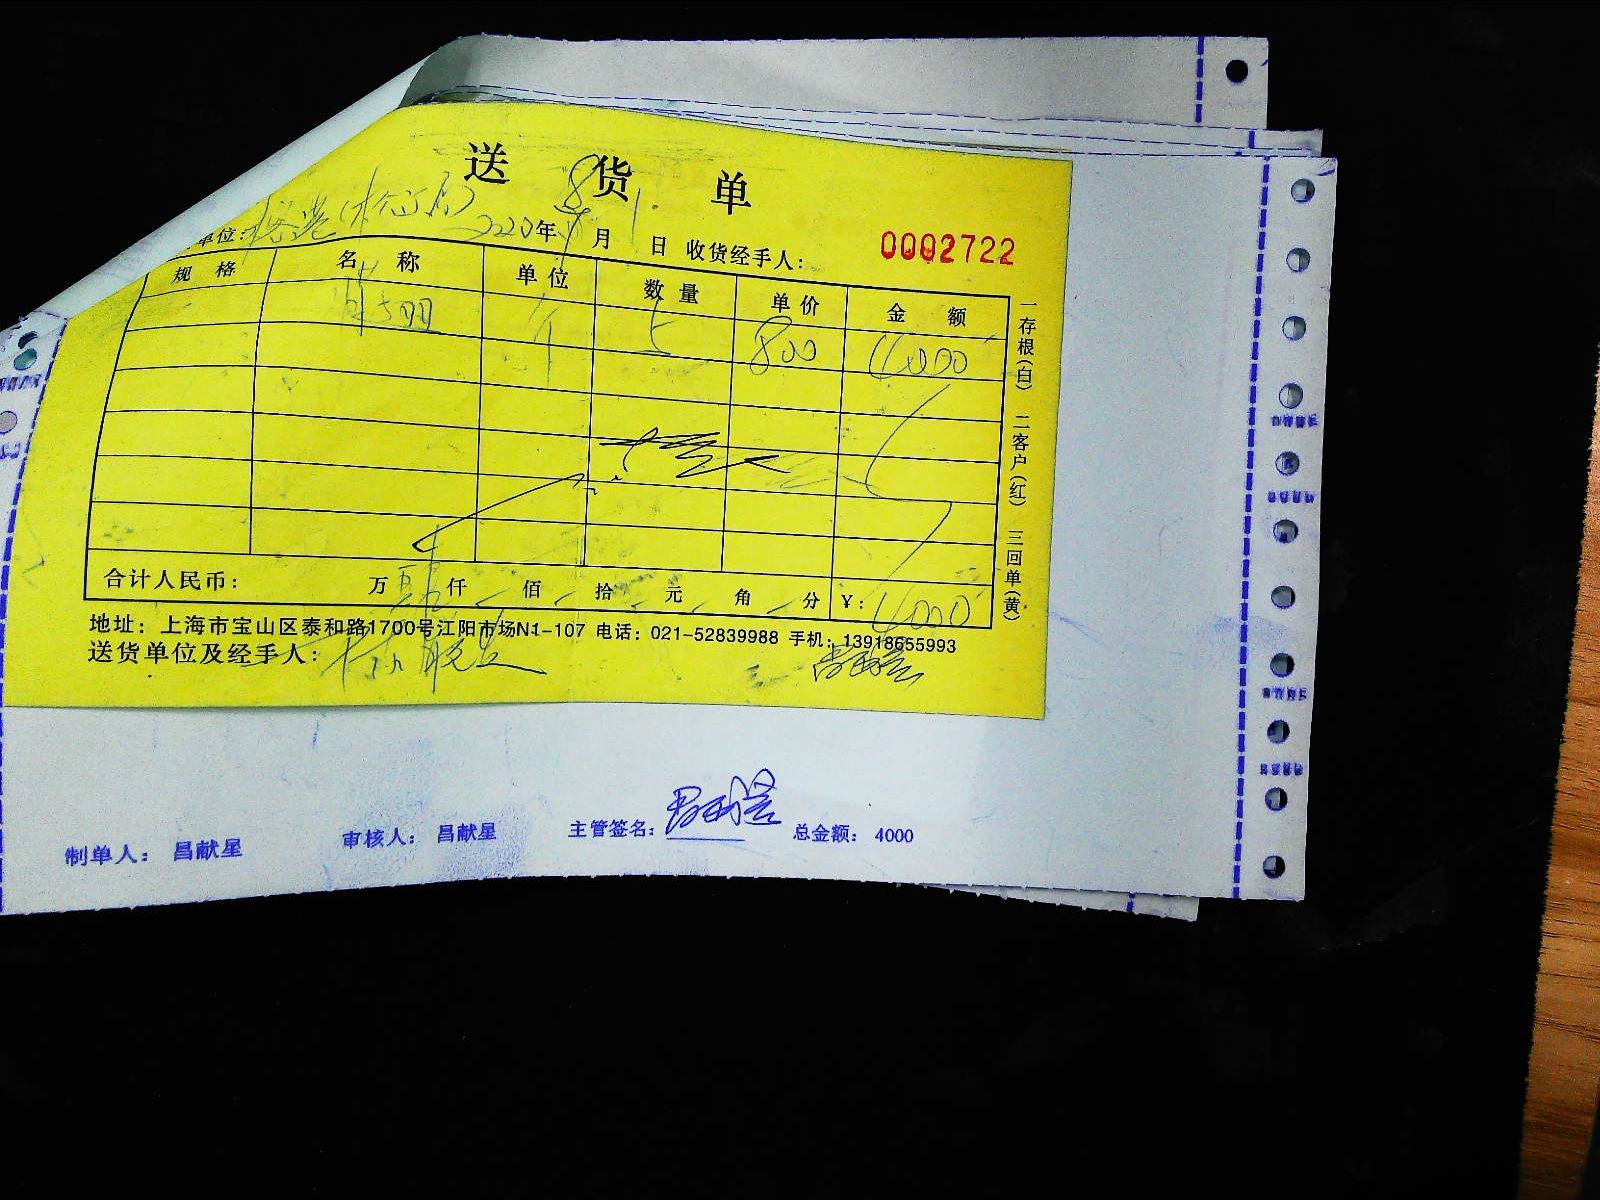 送货单
单位: 2020年8月1日 收货经手人: 0002722
规格 名称 单位 数量 单价 金额
个 5 800 4000
合计人民币: 万肆仟 佰 拾 元 角 分 ¥: 4000
地址: 上海市宝山区泰和路1700号江阳市场N1-107 电话: 021-52839988 手机: 13918655993
送货单位及经手人:
一存根(白) 二客户(红) 三回单(黄)
制单人: 昌献星 审核人: 昌献星 主管签名: 总金额: 4000